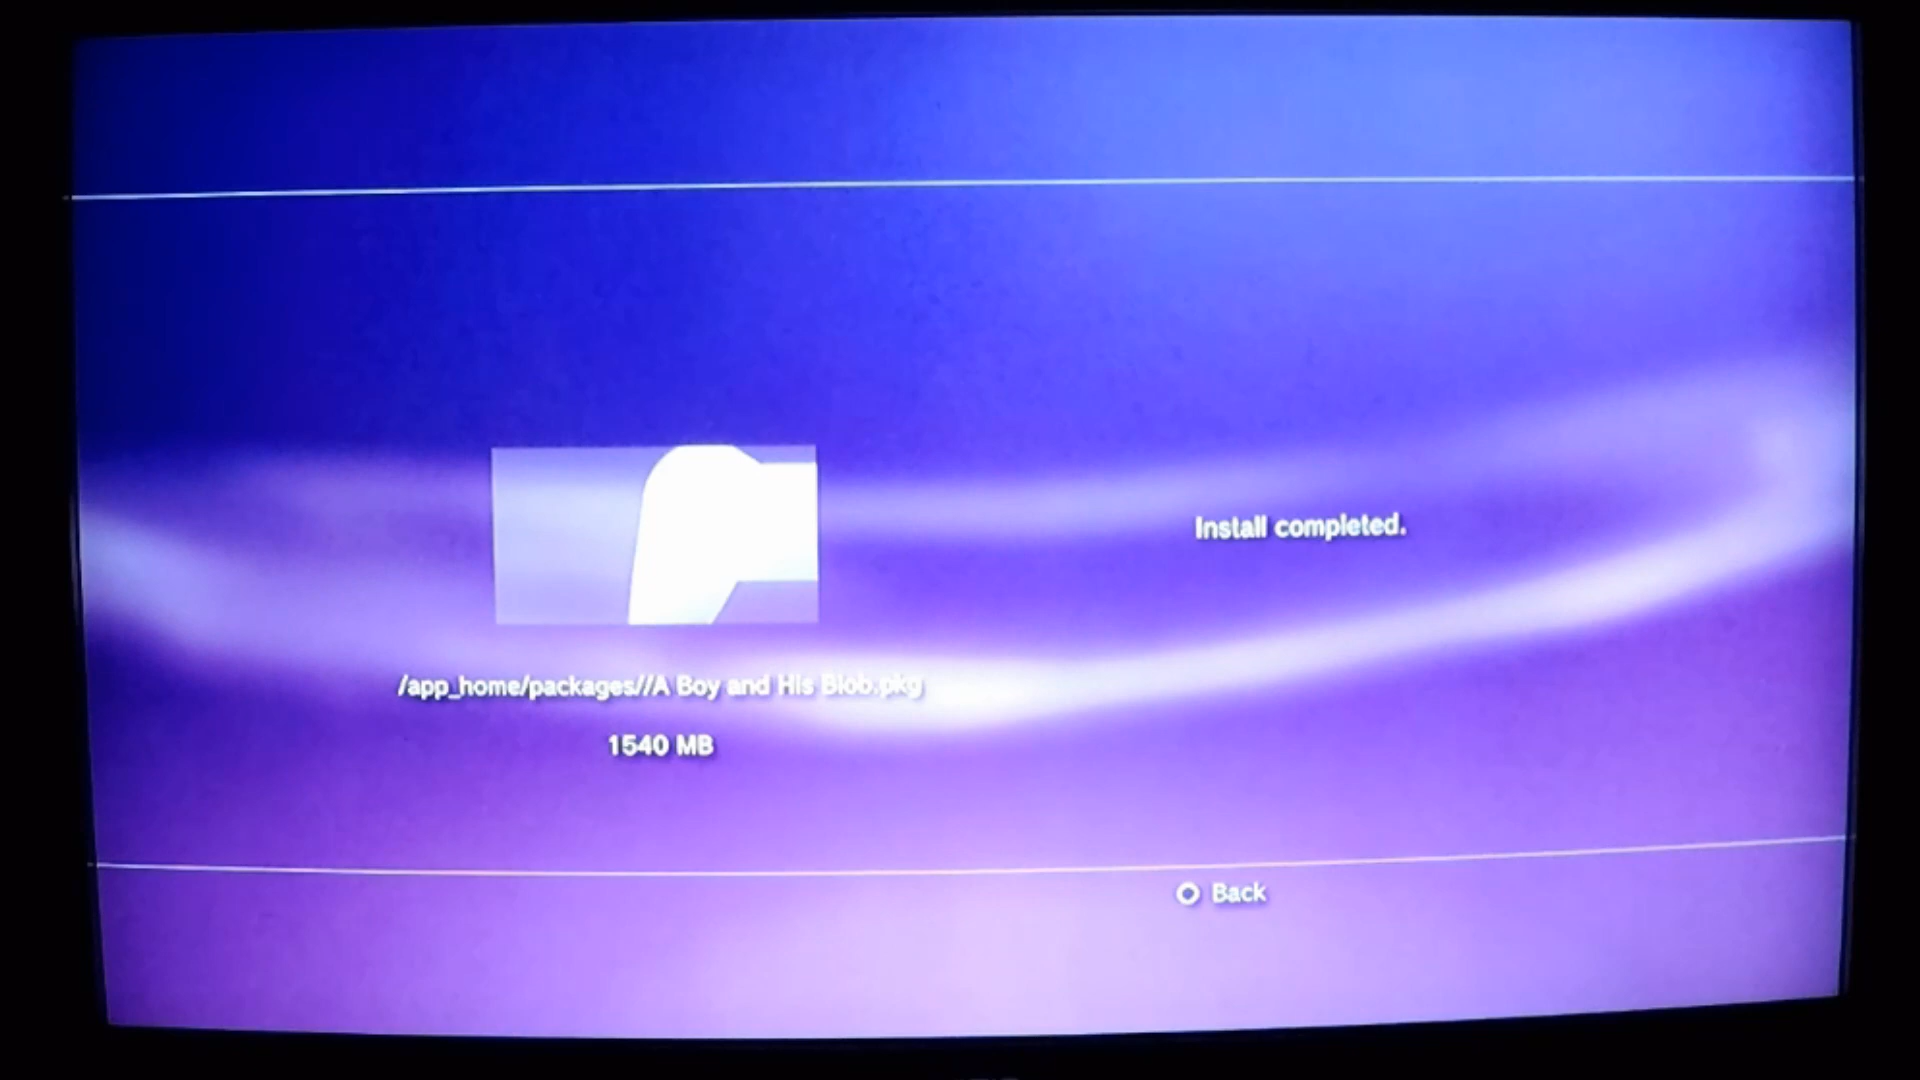 Install completed.
/app_home/packages//A Boy and His Blob.pkg
1540 MB
Back